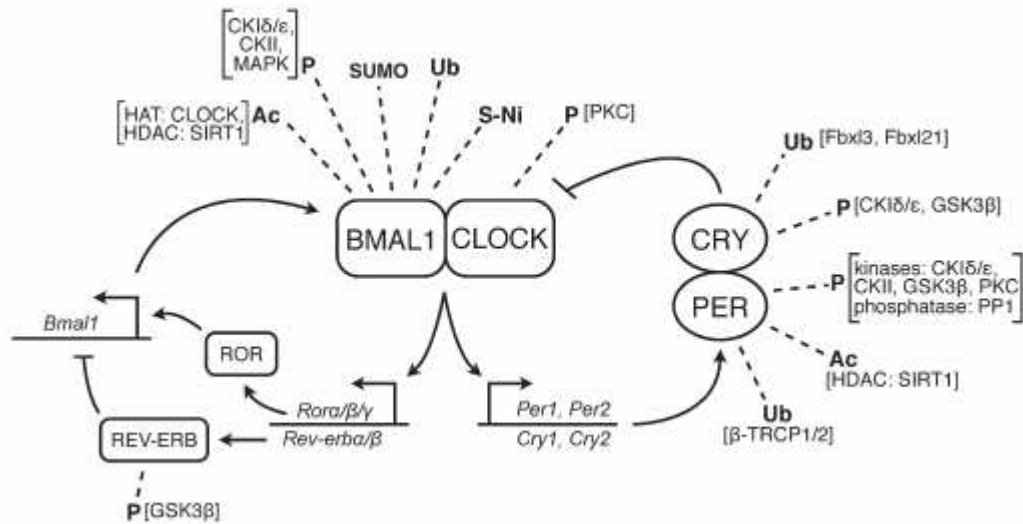 [CKIδ/ε,
CKII,
MAPK] P
SUMO
Ub
[HAT: CLOCK,
HDAC: SIRT1] Ac
S-Ni
P [PKC]
Ub [Fbxl3, Fbxl21]
BMAL1
CLOCK
CRY
P [CKIδ/ε, GSK3β]
PER
P [kinases: CKIδ/ε,
CKII, GSK3β, PKC
phosphatase: PP1]
Ac
[HDAC: SIRT1]
Ub
[β-TRCP1/2]
Bmal1
ROR
REV-ERB
P [GSK3β]
Rorα/β/γ
Rev-erbα/β
Per1, Per2
Cry1, Cry2